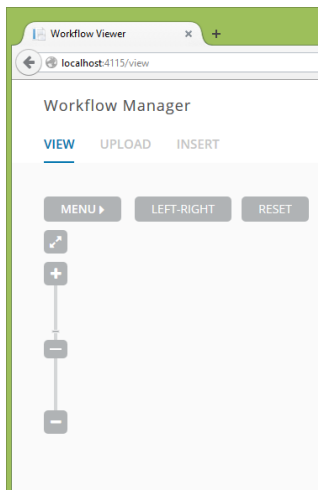 Workflow Viewer
localhost:4115/view
Workflow Manager
VIEW UPLOAD INSERT
MENU LEFT-RIGHT RESET